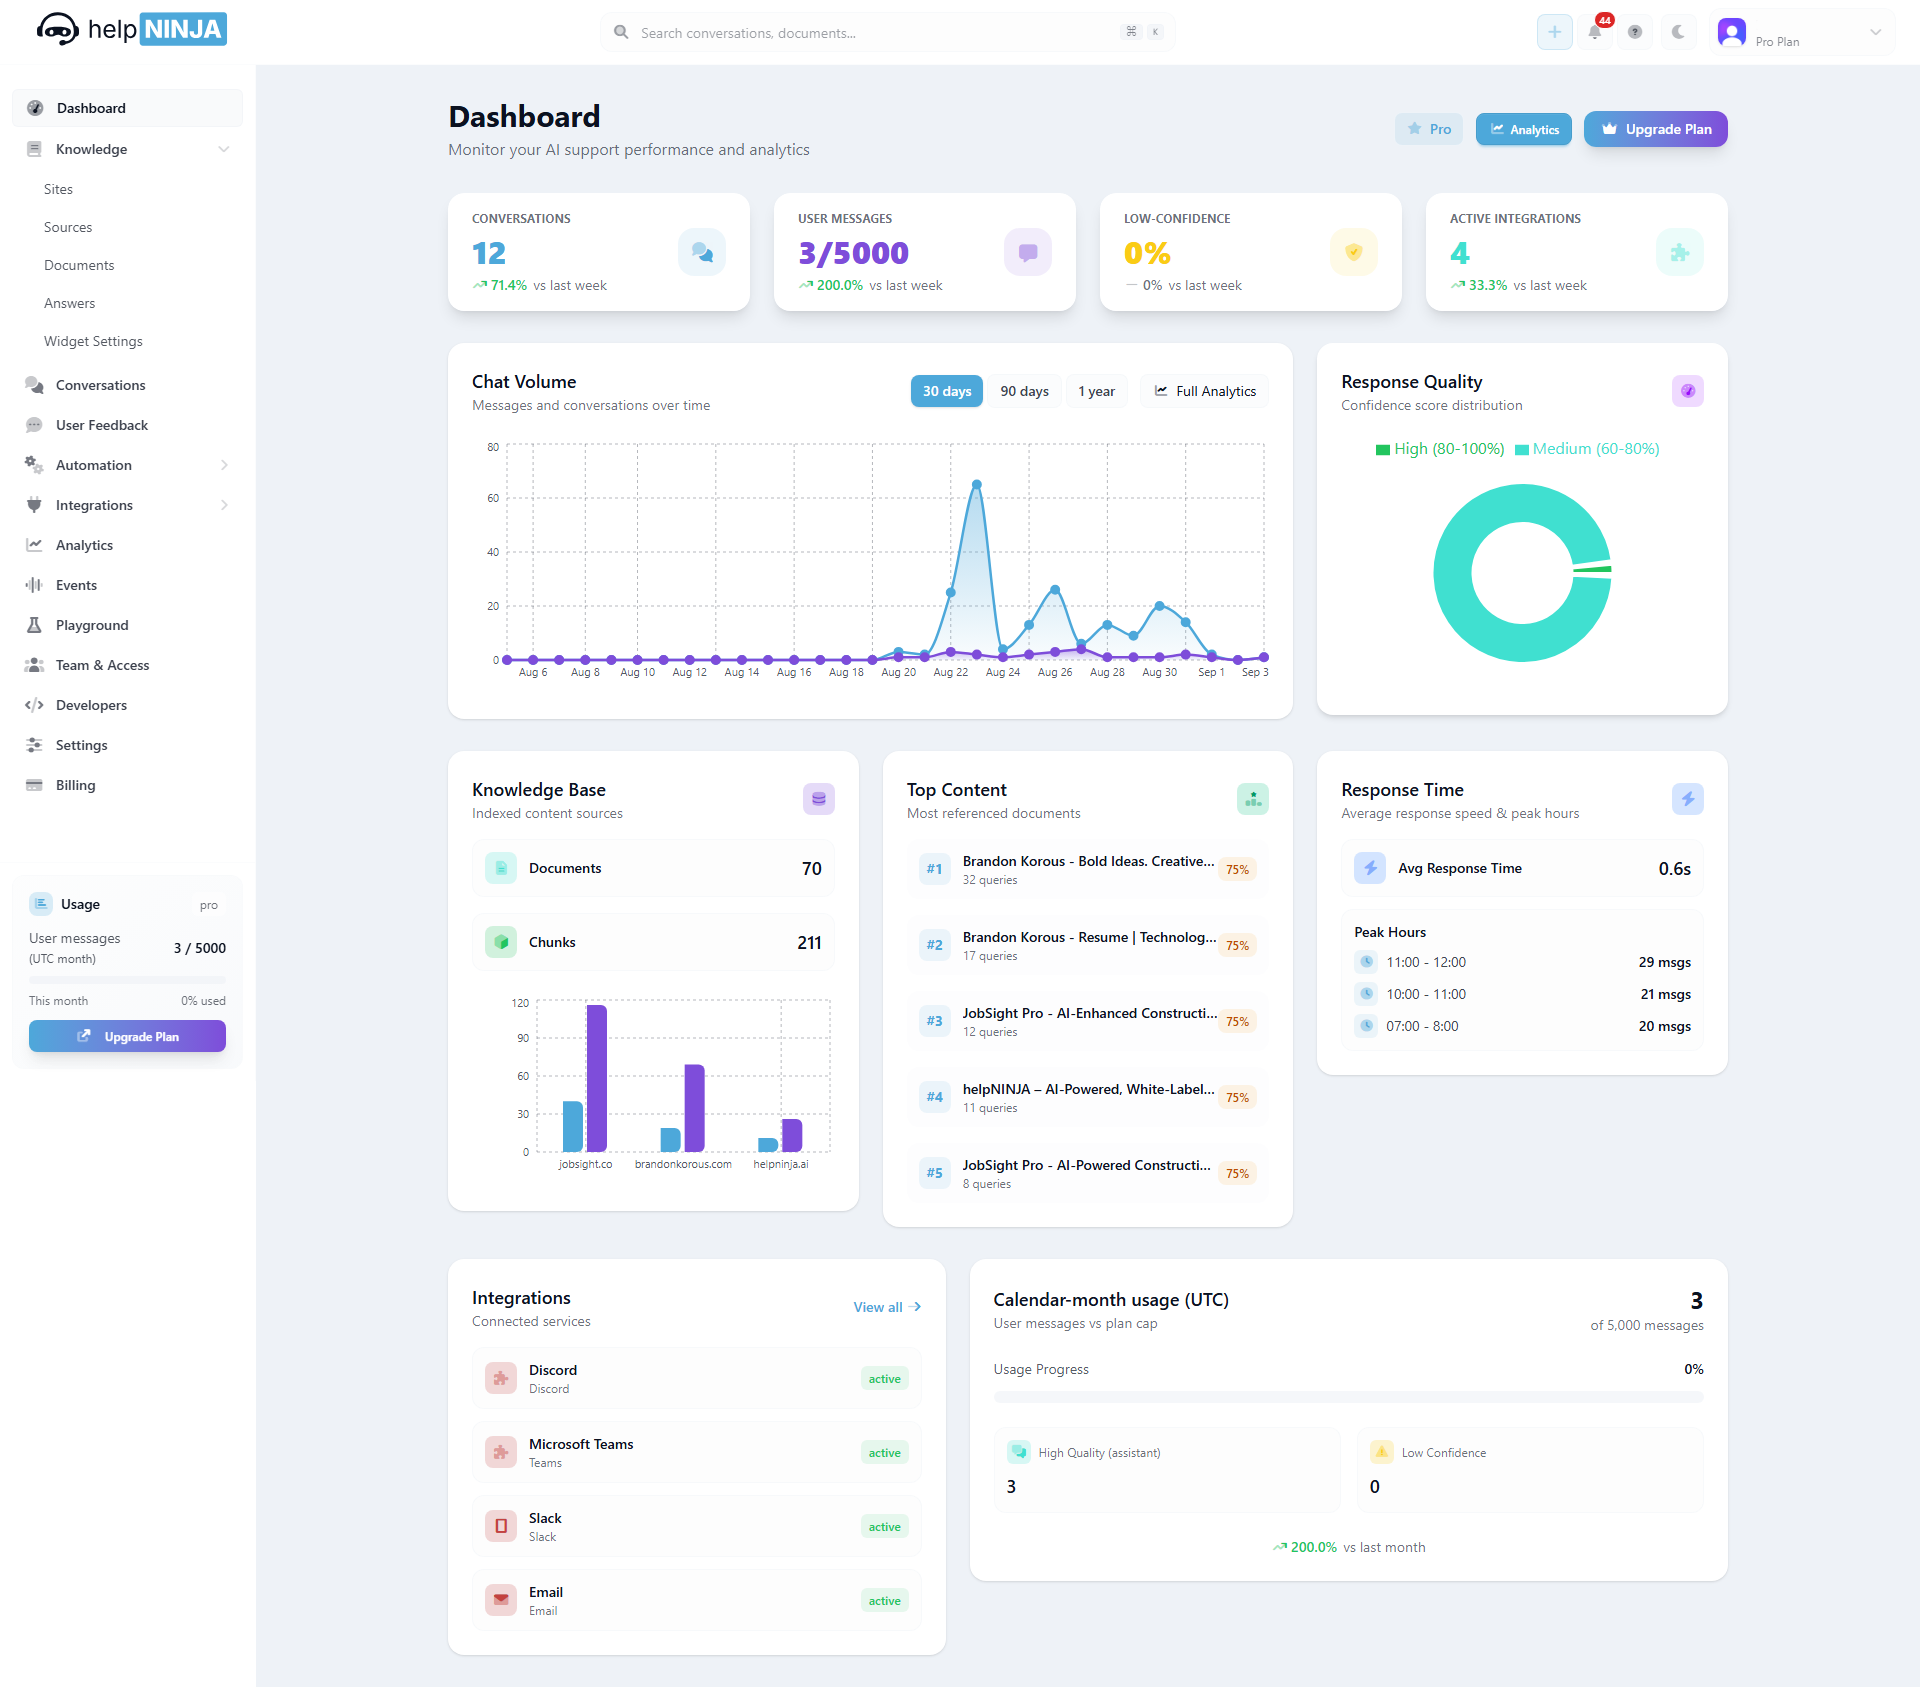 help NINJA
Search conversations, documents...
⌘ K
44
Pro Plan
Dashboard
Knowledge
Sites
Sources
Documents
Answers
Widget Settings
Conversations
User Feedback
Automation
Integrations
Analytics
Events
Playground
Team & Access
Developers
Settings
Billing
Usage
pro
User messages
(UTC month)
3 / 5000
This month
0% used
Upgrade Plan
Dashboard
Monitor your AI support performance and analytics
Pro
Analytics
Upgrade Plan
CONVERSATIONS
12
71.4% vs last week
USER MESSAGES
3/5000
200.0% vs last week
LOW-CONFIDENCE
0%
0% vs last week
ACTIVE INTEGRATIONS
4
33.3% vs last week
Chat Volume
Messages and conversations over time
30 days
90 days
1 year
Full Analytics
80
60
40
20
0
Aug 6 Aug 8 Aug 10 Aug 12 Aug 14 Aug 16 Aug 18 Aug 20 Aug 22 Aug 24 Aug 26 Aug 28 Aug 30 Sep 1 Sep 3
Response Quality
Confidence score distribution
High (80-100%) Medium (60-80%)
Knowledge Base
Indexed content sources
Documents 70
Chunks 211
120
90
60
30
0
jobsight.co brandonkorous.com helpninja.ai
Top Content
Most referenced documents
#1
Brandon Korous - Bold Ideas. Creative...
32 queries
75%
#2
Brandon Korous - Resume | Technolog...
17 queries
75%
#3
JobSight Pro - AI-Enhanced Constructi...
12 queries
75%
#4
helpNINJA – AI-Powered, White-Label...
11 queries
75%
#5
JobSight Pro - AI-Powered Constructi...
8 queries
75%
Response Time
Average response speed & peak hours
Avg Response Time 0.6s
Peak Hours
11:00 - 12:00 29 msgs
10:00 - 11:00 21 msgs
07:00 - 8:00 20 msgs
Integrations
Connected services
View all
Discord
Discord
active
Microsoft Teams
Teams
active
Slack
Slack
active
Email
Email
active
Calendar-month usage (UTC)
User messages vs plan cap
3
of 5,000 messages
Usage Progress 0%
High Quality (assistant)
3
Low Confidence
0
200.0% vs last month